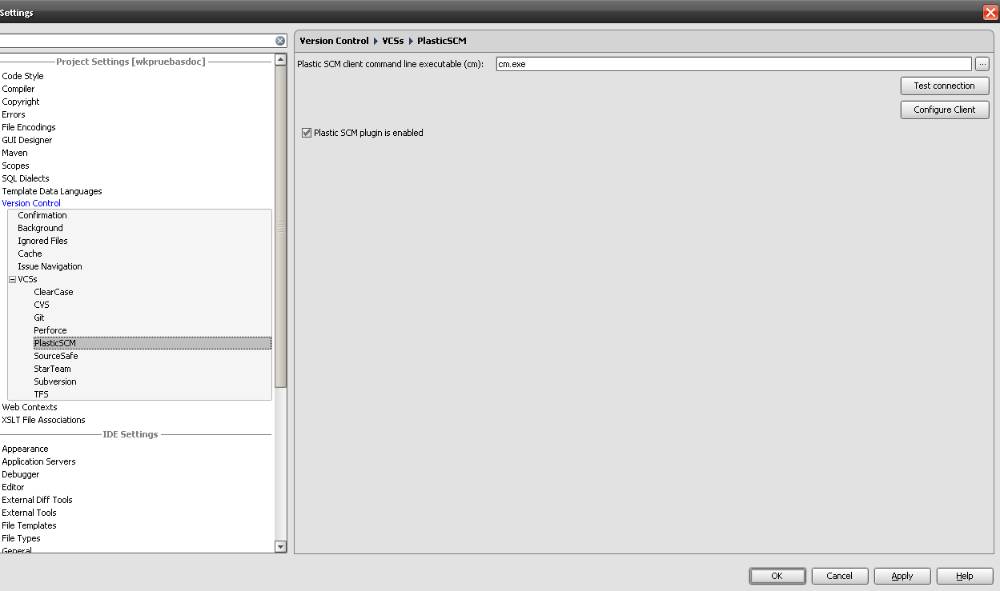 Settings
Project Settings [wkpruebasdoc]
Code Style
Compiler
Copyright
Errors
File Encodings
GUI Designer
Maven
Scopes
SQL Dialects
Template Data Languages
Version Control
Confirmation
Background
Ignored Files
Cache
Issue Navigation
VCSs
ClearCase
CVS
Git
Perforce
PlasticSCM
SourceSafe
StarTeam
Subversion
TFS
Web Contexts
XSLT File Associations
IDE Settings
Appearance
Application Servers
Debugger
Editor
External Diff Tools
External Tools
File Templates
File Types
General
Version Control VCSs PlasticSCM
Plastic SCM client command line executable (cm): cm.exe ...
Test connection
Configure Client
Plastic SCM plugin is enabled
OK Cancel Apply Help